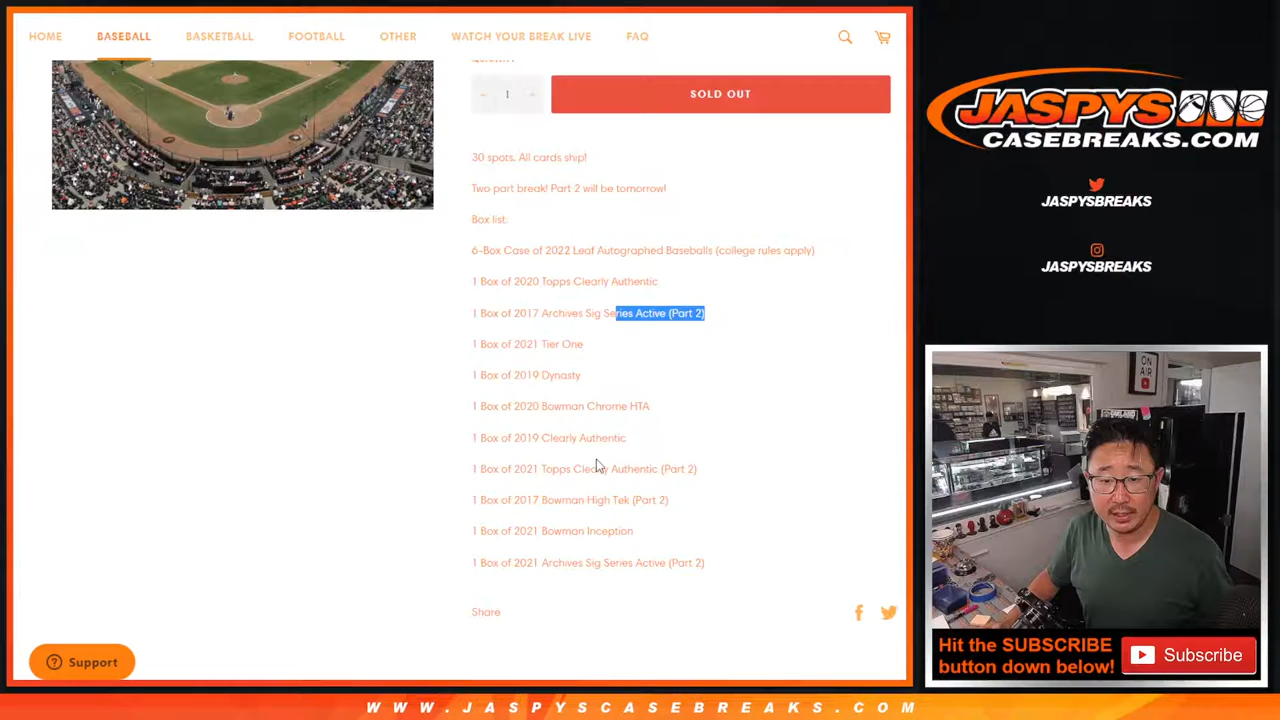 HOME BASEBALL BASKETBALL FOOTBALL OTHER WATCH YOUR BREAK LIVE FAQ
1 SOLD OUT
30 spots. All cards ship!
Two part break! Part 2 will be tomorrow!
Box list:
6-Box Case of 2022 Leaf Autographed Baseballs (college rules apply)
1 Box of 2020 Topps Clearly Authentic
1 Box of 2017 Archives Sig Series Active (Part 2)
1 Box of 2021 Tier One
1 Box of 2019 Dynasty
1 Box of 2020 Bowman Chrome HTA
1 Box of 2019 Clearly Authentic
1 Box of 2021 Topps Clearly Authentic (Part 2)
1 Box of 2017 Bowman High Tek (Part 2)
1 Box of 2021 Bowman Inception
1 Box of 2021 Archives Sig Series Active (Part 2)
Share
Support
JASPYS
CASEBREAKS.COM
JASPYSBREAKS
JASPYSBREAKS
ON
AIR
Hit the SUBSCRIBE
button down below!
Subscribe
WWW.JASPYSCASEBREAKS.COM